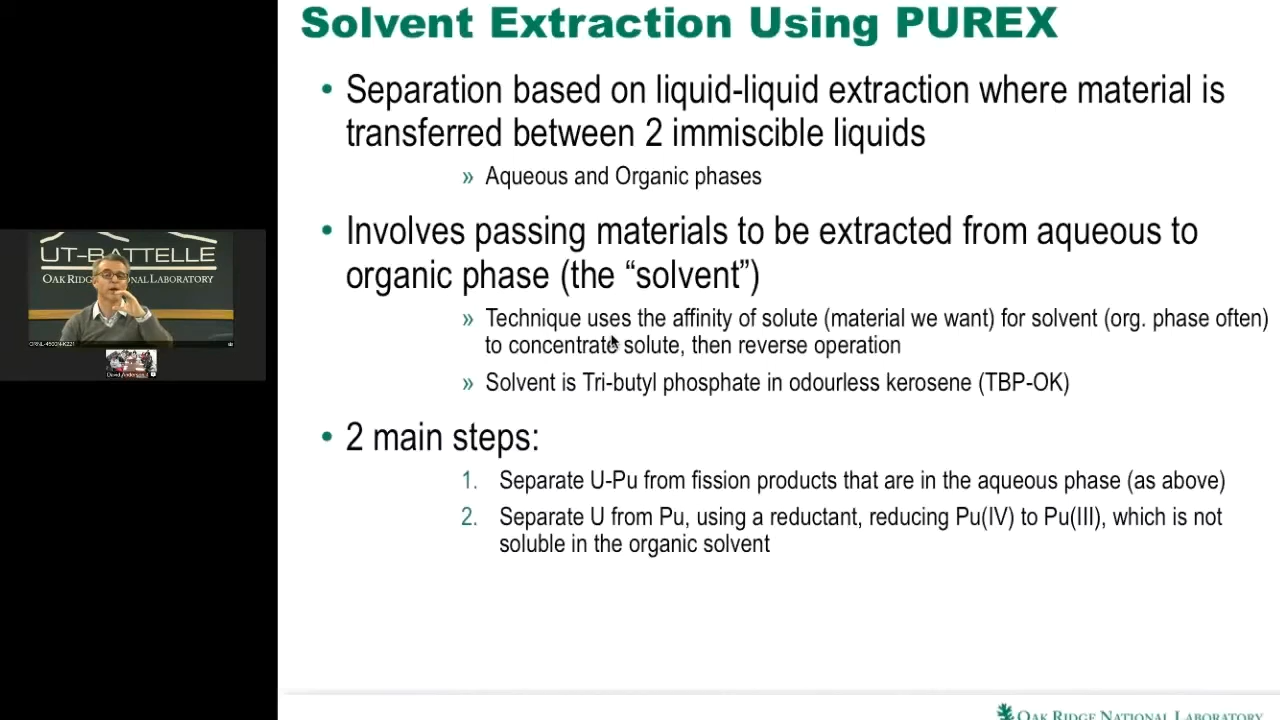 Solvent Extraction Using PUREX
• Separation based on liquid-liquid extraction where material is
transferred between 2 immiscible liquids
» Aqueous and Organic phases
• Involves passing materials to be extracted from aqueous to
organic phase (the “solvent”)
» Technique uses the affinity of solute (material we want) for solvent (org. phase often)
to concentrate solute, then reverse operation
» Solvent is Tri-butyl phosphate in odourless kerosene (TBP-OK)
• 2 main steps:
1. Separate U-Pu from fission products that are in the aqueous phase (as above)
2. Separate U from Pu, using a reductant, reducing Pu(IV) to Pu(III), which is not
soluble in the organic solvent
UT-BATTELLE
OAK RIDGE NATIONAL LABORATORY
David Anderson
OAK RIDGE NATIONAL LABORATORY